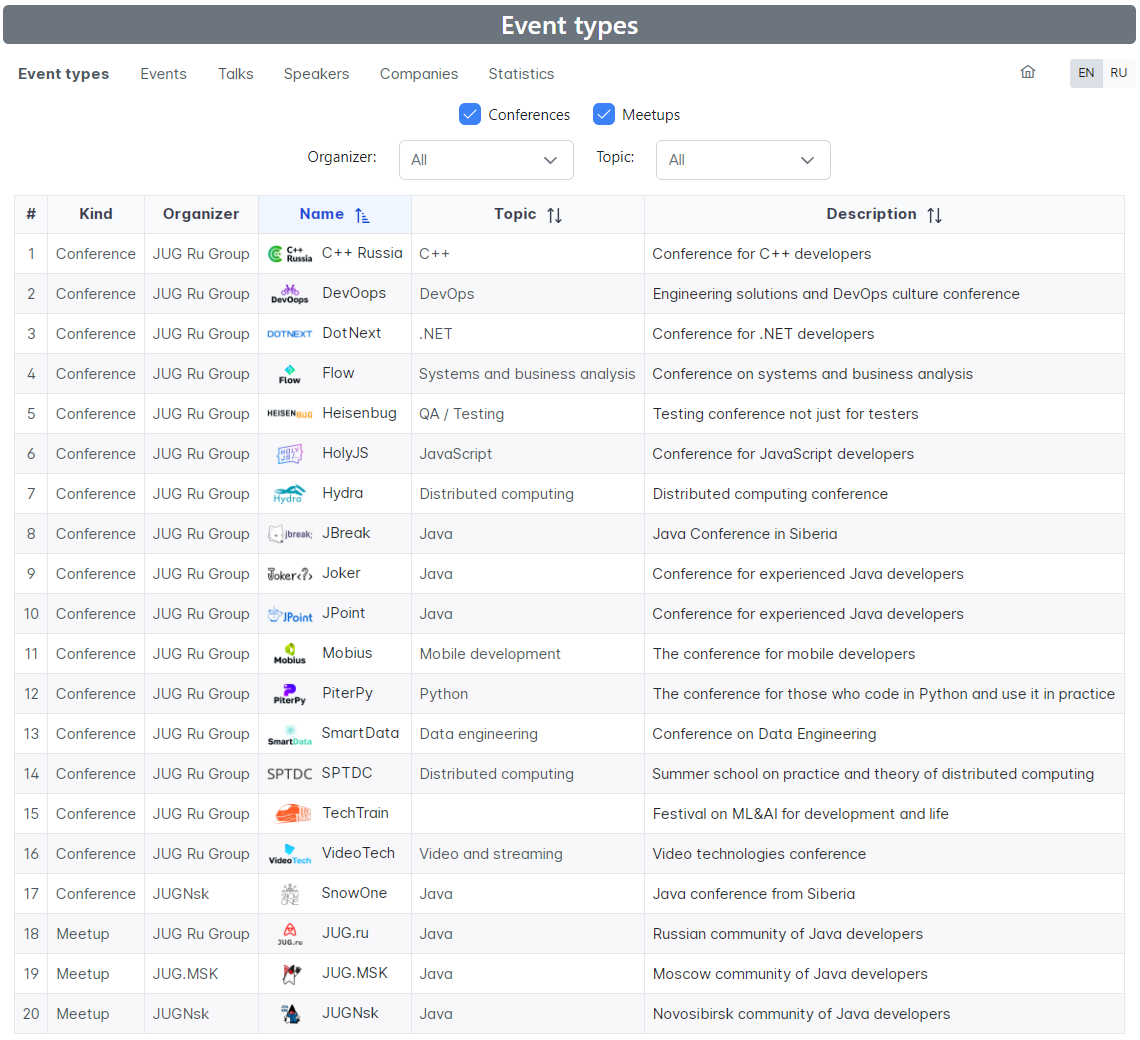 Event types
Event types Events Talks Speakers Companies Statistics EN RU
Conferences Meetups
Organizer: All Topic: All
# Kind Organizer Name Topic Description
1 Conference JUG Ru Group C++ Russia C++ Russia C++ Conference for C++ developers
2 Conference JUG Ru Group DevOops DevOops DevOps Engineering solutions and DevOps culture conference
3 Conference JUG Ru Group DOTNEXT DotNext .NET Conference for .NET developers
4 Conference JUG Ru Group Flow Flow Systems and business analysis Conference on systems and business analysis
5 Conference JUG Ru Group HEISENBUG Heisenbug QA / Testing Testing conference not just for testers
6 Conference JUG Ru Group HOLY JS/ HolyJS JavaScript Conference for JavaScript developers
7 Conference JUG Ru Group Hydra Hydra Distributed computing Distributed computing conference
8 Conference JUG Ru Group jbreak; JBreak Java Java Conference in Siberia
9 Conference JUG Ru Group Joker<?> Joker Java Conference for experienced Java developers
10 Conference JUG Ru Group JPoint JPoint Java Conference for experienced Java developers
11 Conference JUG Ru Group Mobius Mobius Mobile development The conference for mobile developers
12 Conference JUG Ru Group PiterPy PiterPy Python The conference for those who code in Python and use it in practice
13 Conference JUG Ru Group SmartData SmartData Data engineering Conference on Data Engineering
14 Conference JUG Ru Group SPTDC SPTDC Distributed computing Summer school on practice and theory of distributed computing
15 Conference JUG Ru Group TechTrain Festival on ML&AI for development and life
16 Conference JUG Ru Group VideoTech VideoTech Video and streaming Video technologies conference
17 Conference JUGNsk SNOW ONE SnowOne Java Java conference from Siberia
18 Meetup JUG Ru Group JUG.ru JUG.ru Java Russian community of Java developers
19 Meetup JUG.MSK JUG.MSK Java Moscow community of Java developers
20 Meetup JUGNsk JUGNsk Java Novosibirsk community of Java developers